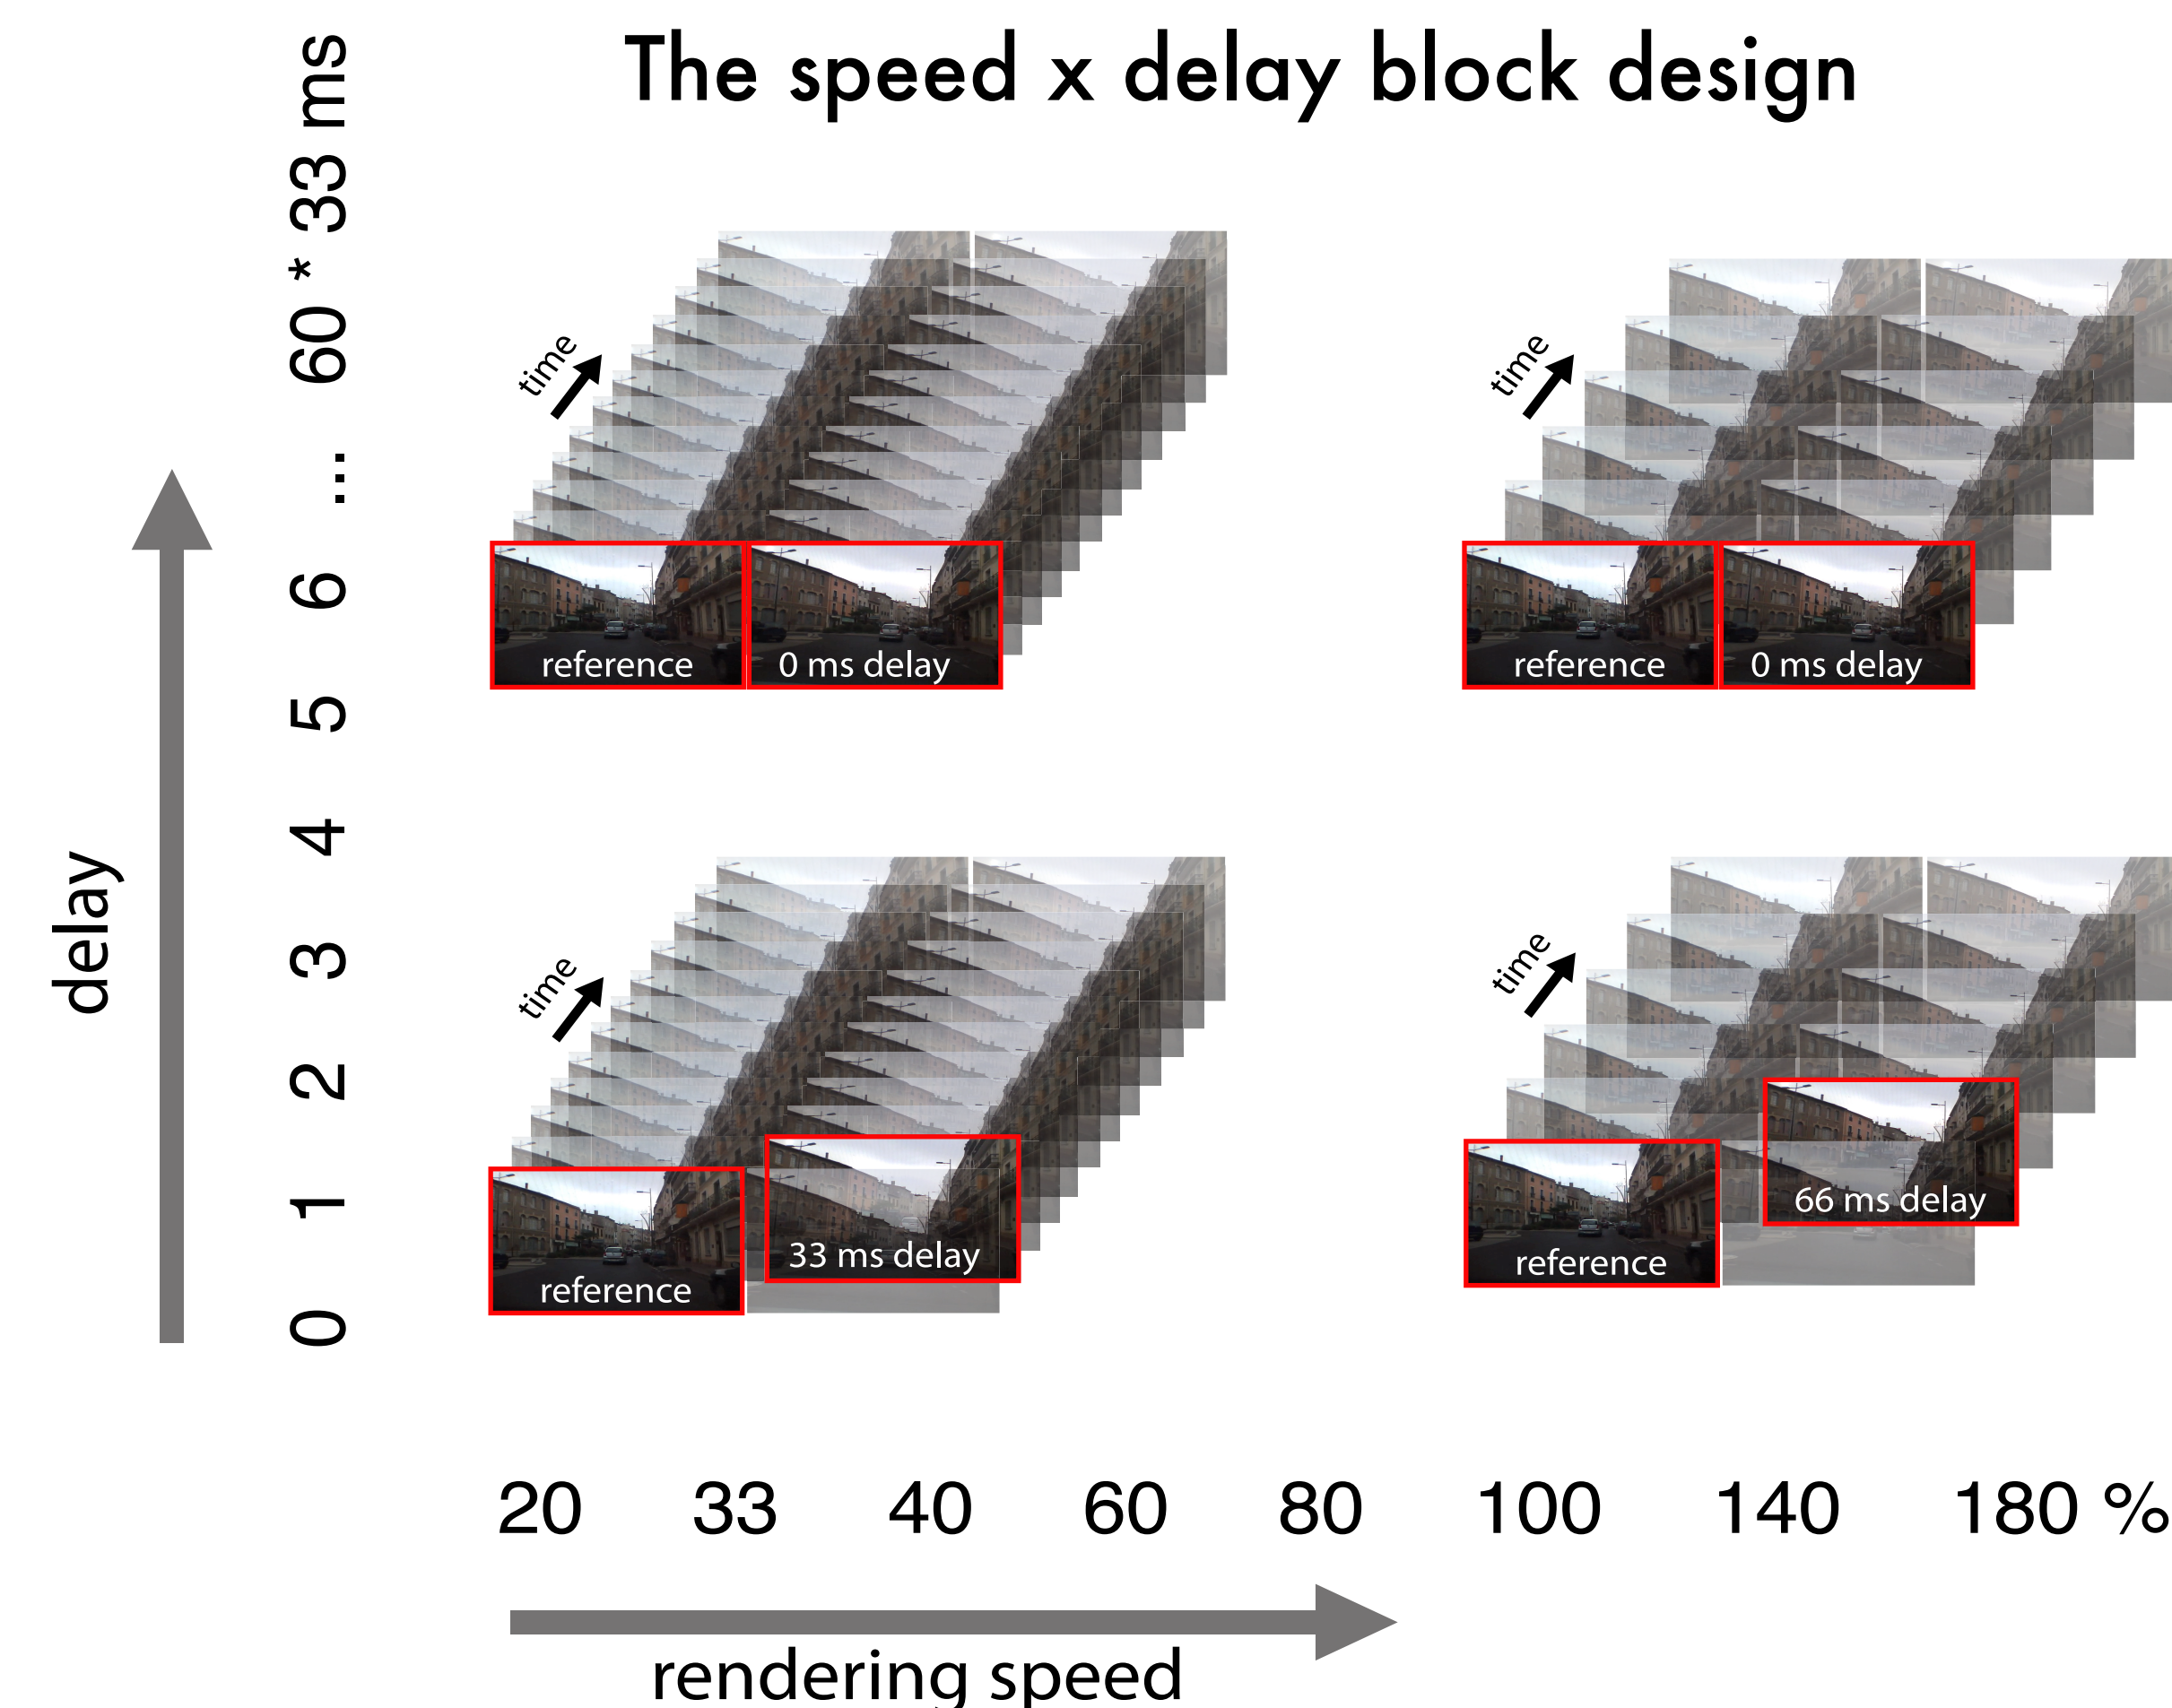 The speed x delay block design
delay
0 1 2 3 4 5 6 ... 60 * 33 ms
time
reference
0 ms delay
time
reference
0 ms delay
time
reference
33 ms delay
time
reference
66 ms delay
20 33 40 60 80 100 140 180 %
rendering speed